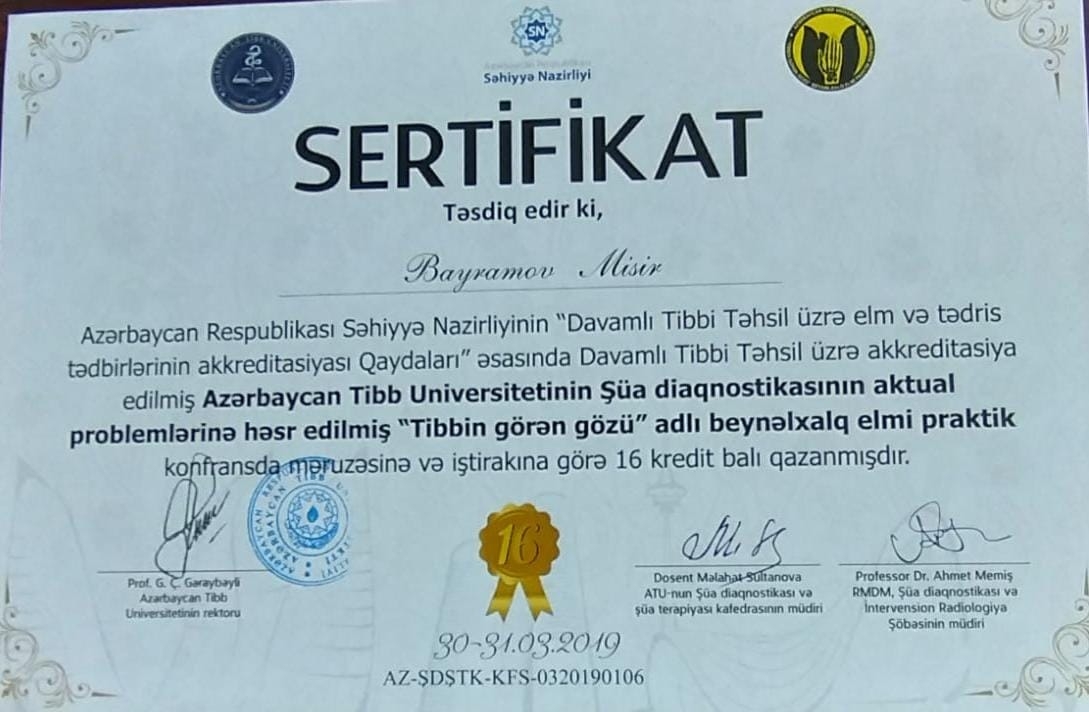 SN
Azərbaycan Respublikası
Səhiyyə Nazirliyi
SERTİFİKAT
Təsdiq edir ki,
Bayramov Misir
Azərbaycan Respublikası Səhiyyə Nazirliyinin “Davamlı Tibbi Təhsil üzrə elm və tədris
tədbirlərinin akkreditasiyası Qaydaları” əsasında Davamlı Tibbi Təhsil üzrə akkreditasiya
edilmiş Azərbaycan Tibb Universitetinin Şüa diaqnostikasının aktual
problemlərinə həsr edilmiş “Tibbin görən gözü” adlı beynəlxalq elmi praktik
konfransda məruzəsinə və iştirakına görə 16 kredit balı qazanmışdır.
16
Prof. G. Ç. Gəraybəyli
Azərbaycan Tibb
Universitetinin rektoru
Dosent Məlahət Sultanova
ATU-nun Şüa diaqnostikası və
şüa terapiyası kafedrasının müdiri
Professor Dr. Ahmet Memiş
RMDM, Şüa diaqnostikası və
İntervension Radiologiya
Şöbəsinin müdiri
30-31.03.2019
AZ-ŞDŞTK-KFS-0320190106